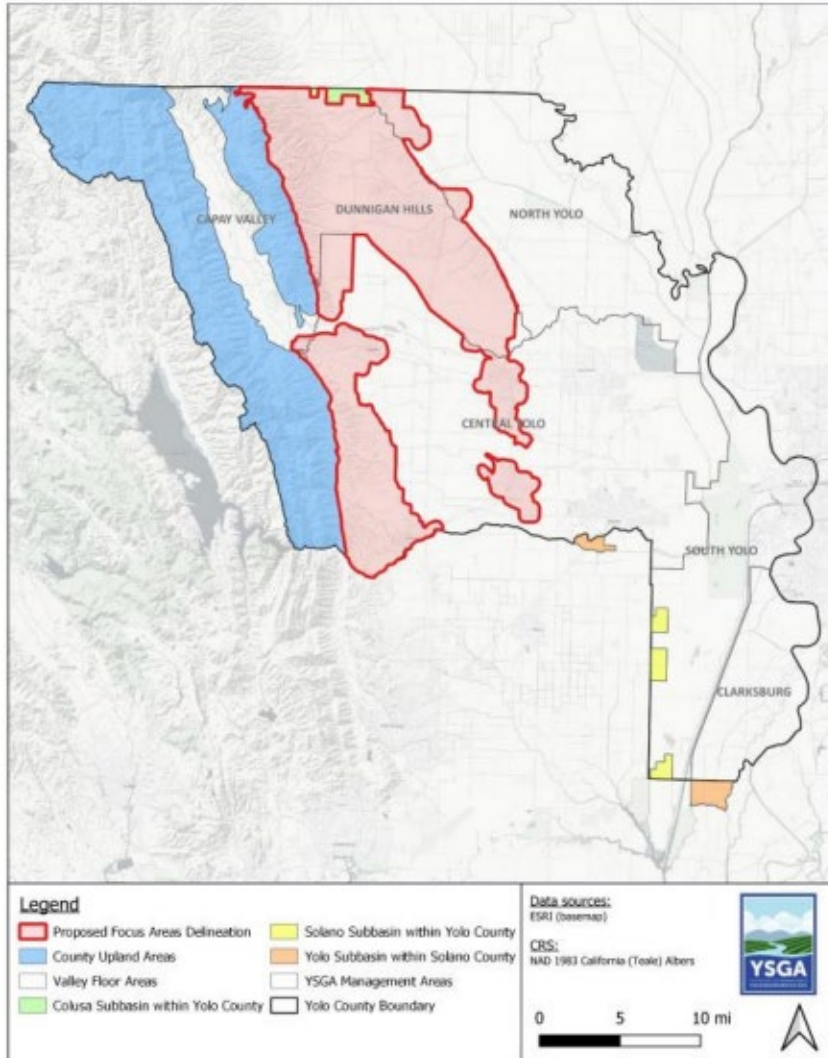 CAPAY VALLEY
DUNNIGAN HILLS
NORTH YOLO
CENTRAL YOLO
SOUTH YOLO
CLARKSBURG
Legend
Proposed Focus Areas Delineation
County Upland Areas
Valley Floor Areas
Colusa Subbasin within Yolo County
Solano Subbasin within Yolo County
Yolo Subbasin within Solano County
YSGA Management Areas
Yolo County Boundary
Data sources:
ESRI (basemap)
CRS:
NAD 1983 California (Teale) Albers
0 5 10 mi
YSGA